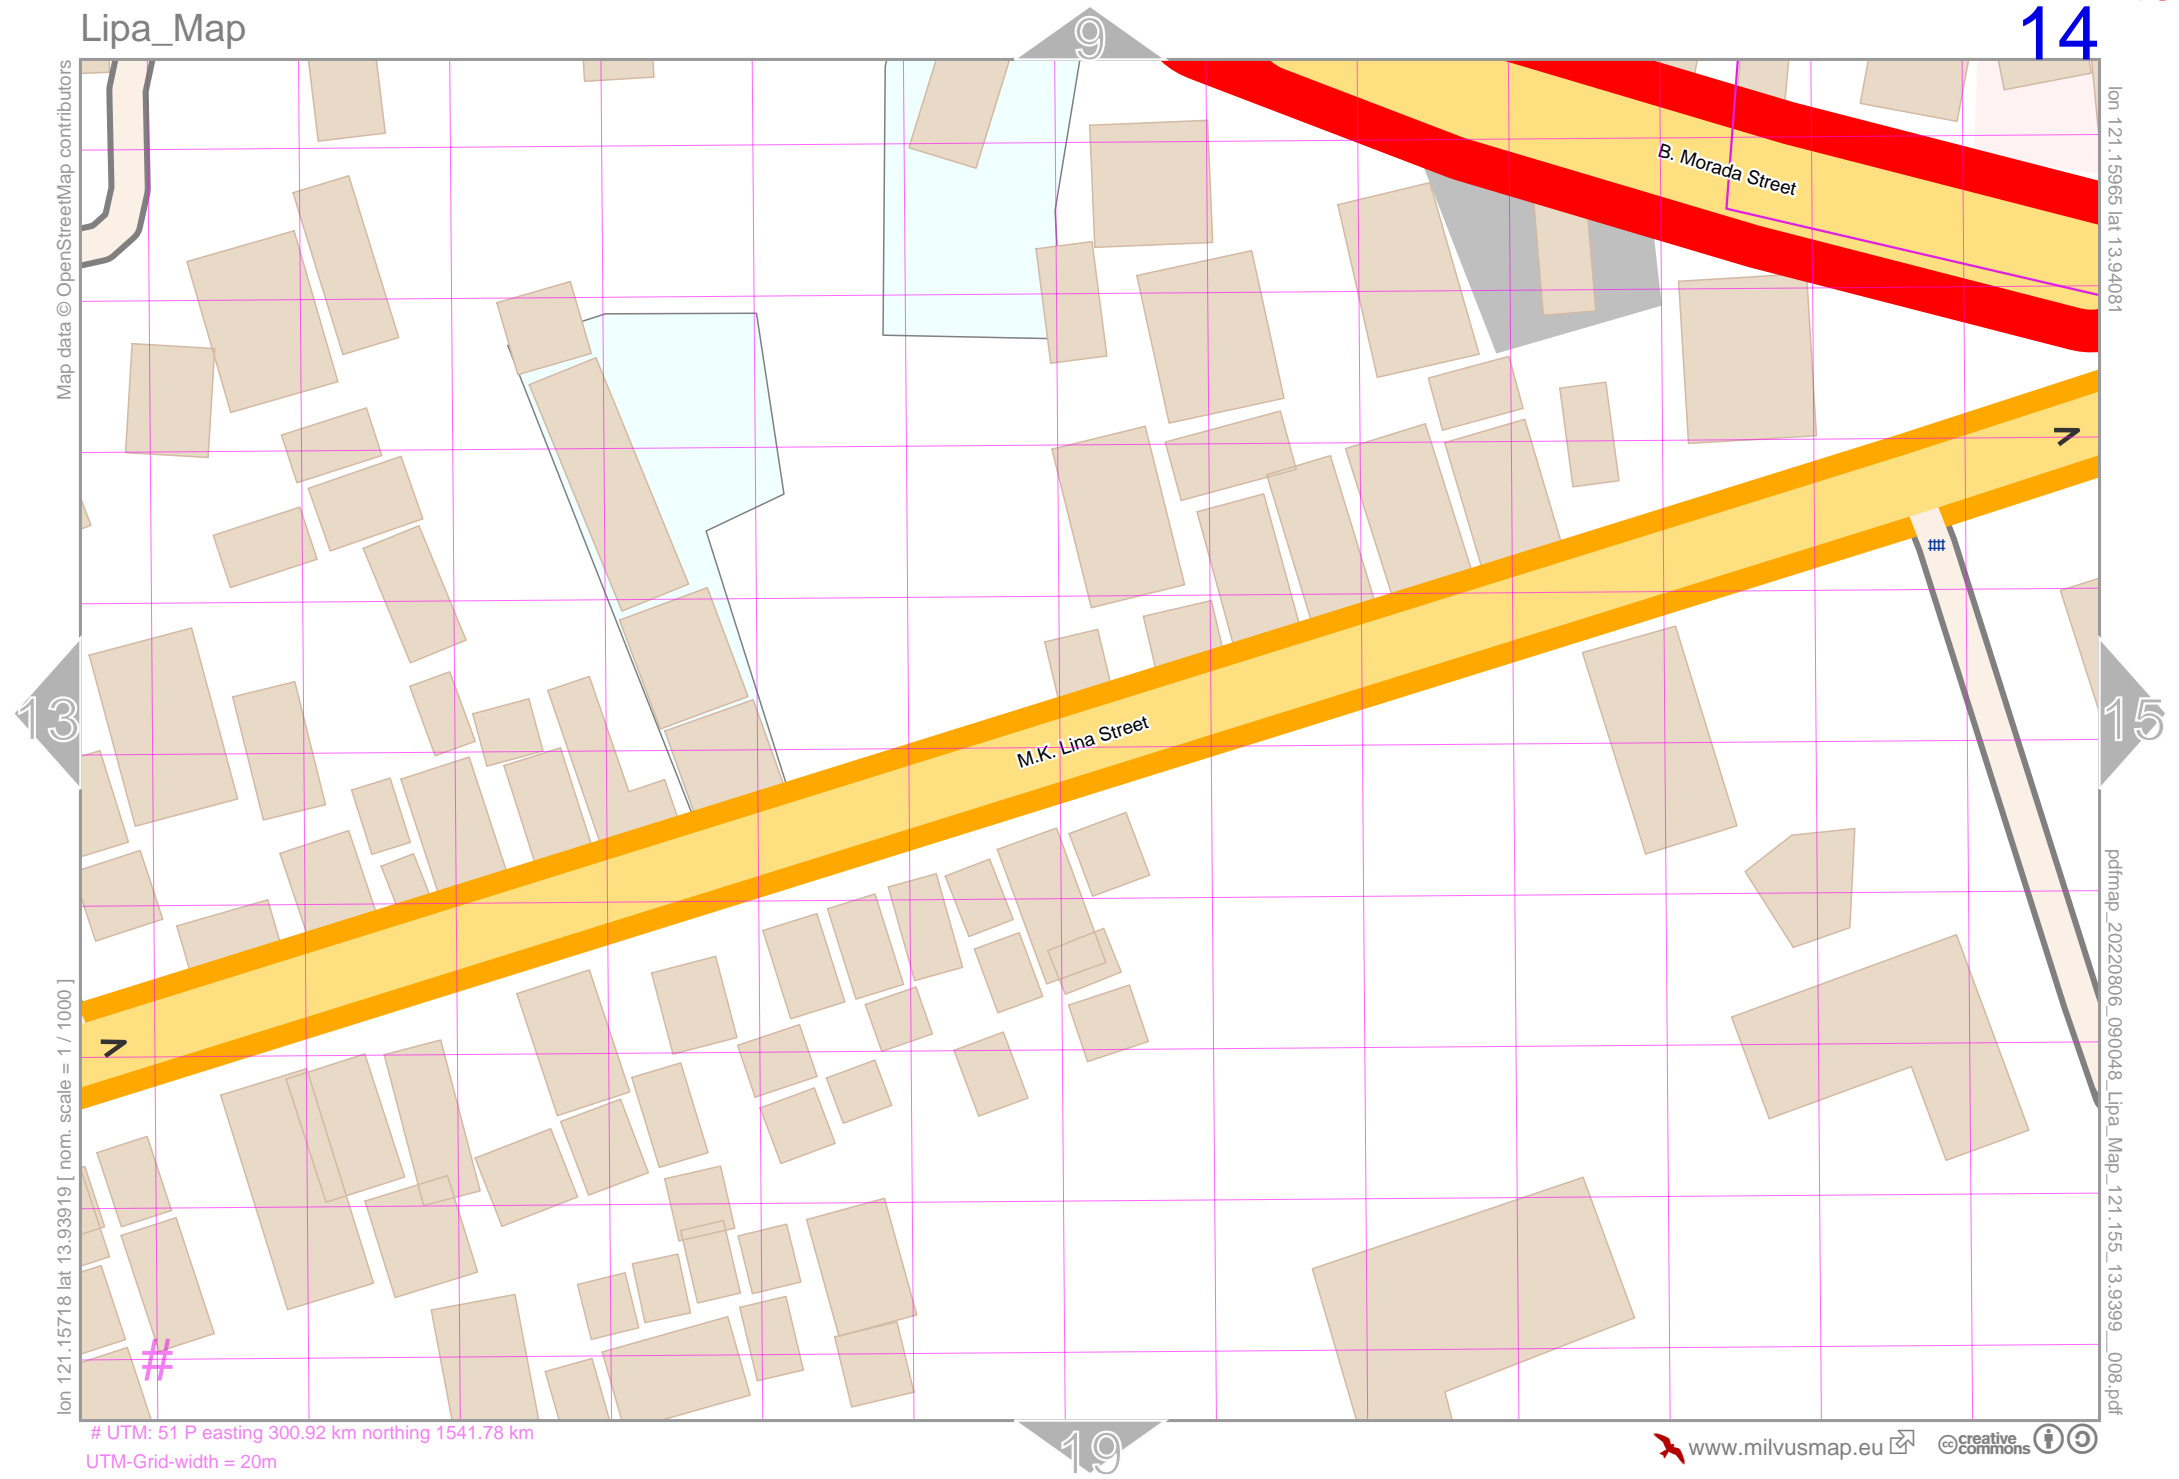 Lipa_Map
9
14
Map data © OpenStreetMap contributors
lon 121.15965 lat 13.94081
B. Morada Street
>
13
15
M.K. Lina Street
>
lon 121.15718 lat 13.93919 [ nom. scale = 1 / 1000 ]
pdfmap_20220806_090048_Lipa_Map_121.155_13.9399__008.pdf
#
# UTM: 51 P easting 300.92 km northing 1541.78 km
UTM-Grid-width = 20m
19
www.milvusmap.eu
cc creative commons